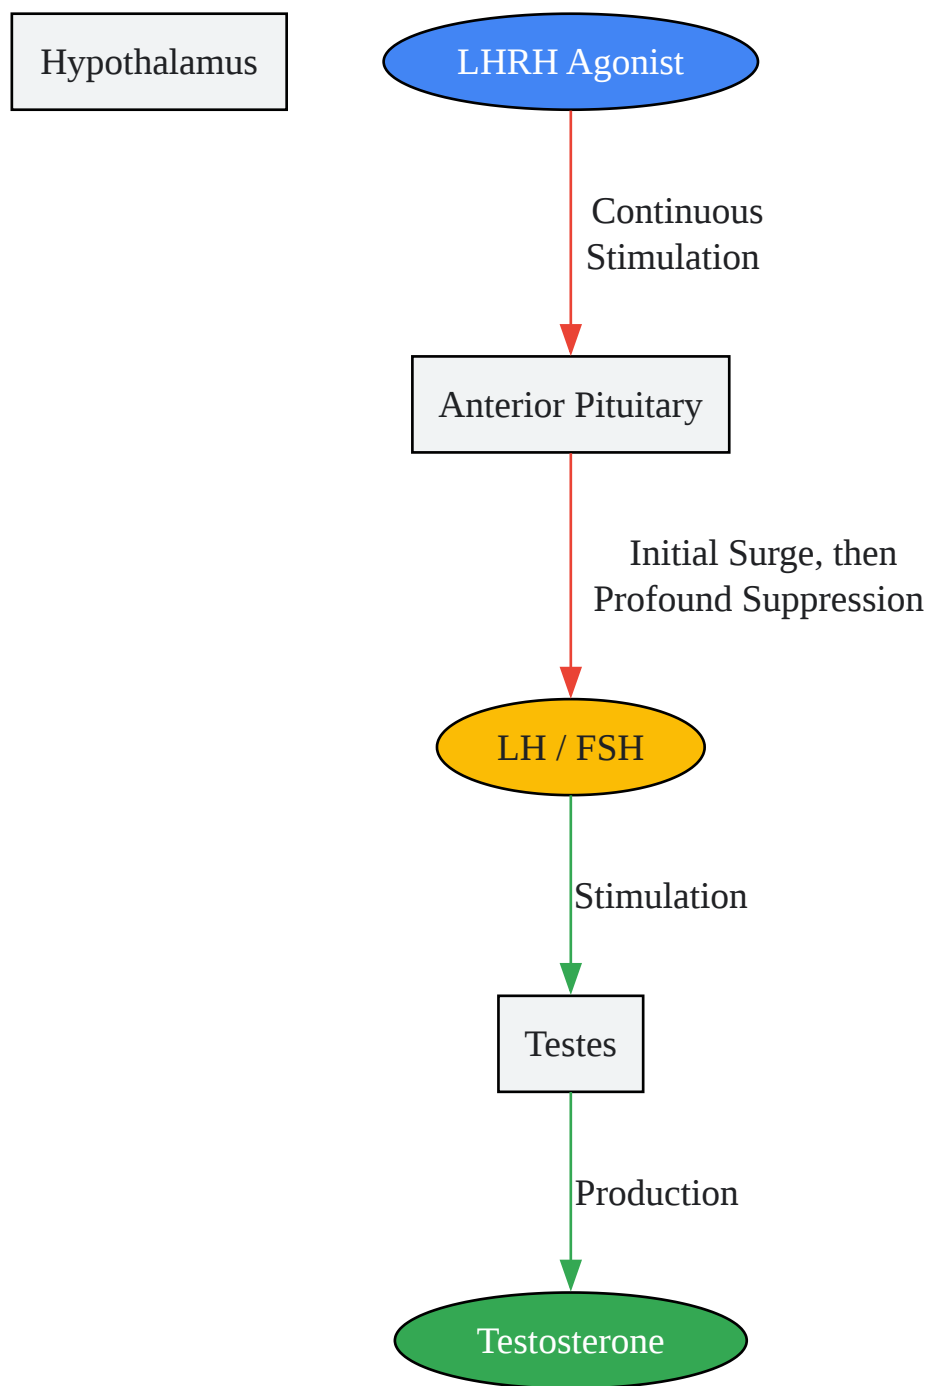 Hypothalamus
LHRH Agonist
Continuous
Stimulation
Anterior Pituitary
Initial Surge, then
Profound Suppression
LH / FSH
Stimulation
Testes
Production
Testosterone